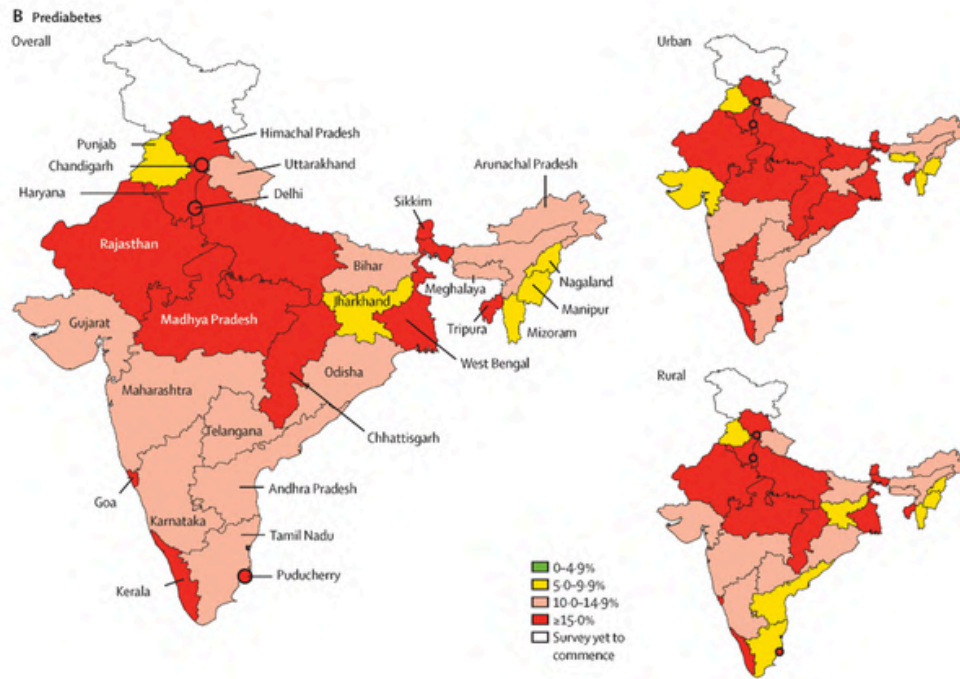 B Prediabetes
Overall
Urban
Punjab
Himachal Pradesh
Chandigarh
Uttarakhand
Arunachal Pradesh
Haryana
Delhi
Sikkim
Rajasthan
Bihar
Meghalaya
Nagaland
Jharkhand
Manipur
Gujarat
Madhya Pradesh
Tripura
Mizoram
West Bengal
Odisha
Rural
Maharashtra
Telangana
Chhattisgarh
Goa
Andhra Pradesh
Karnataka
Tamil Nadu
Puducherry
Kerala
0–4·9%
5·0–9·9%
10·0–14·9%
≥15·0%
Survey yet to
commence